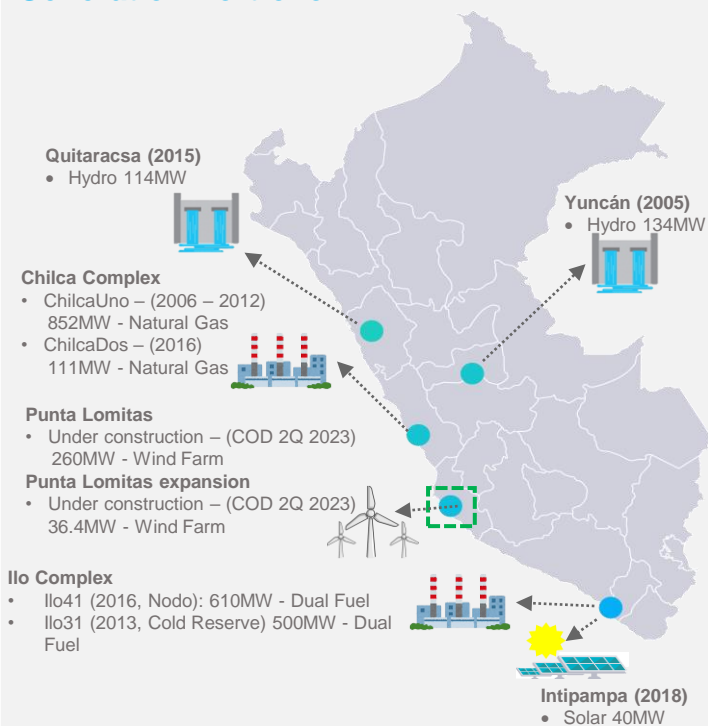 Quitaracsa (2015)
• Hydro 114MW
Yuncán (2005)
• Hydro 134MW
Chilca Complex
• ChilcaUno – (2006 – 2012)
852MW - Natural Gas
• ChilcaDos – (2016)
111MW - Natural Gas
Punta Lomitas
• Under construction – (COD 2Q 2023)
260MW - Wind Farm
Punta Lomitas expansion
• Under construction – (COD 2Q 2023)
36.4MW - Wind Farm
Ilo Complex
• Ilo41 (2016, Nodo): 610MW - Dual Fuel
• Ilo31 (2013, Cold Reserve) 500MW - Dual
Fuel
Intipampa (2018)
• Solar 40MW